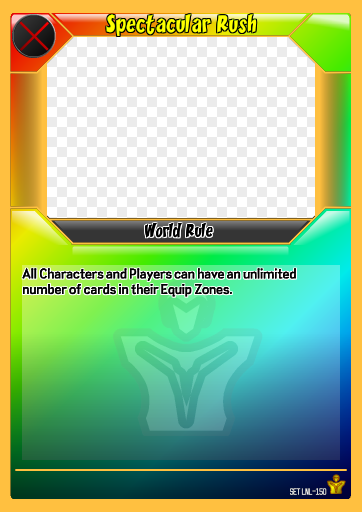 Spectacular Rush
World Rule
All Characters and Players can have an unlimited
number of cards in their Equip Zones.
SET LNL-150